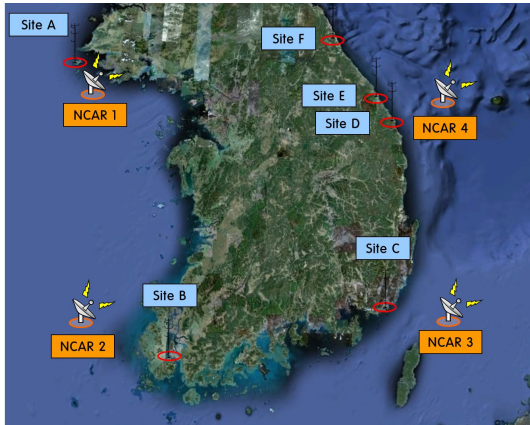 Site A
Site F
NCAR 1
Site E
Site D
NCAR 4
Site C
Site B
NCAR 2
NCAR 3